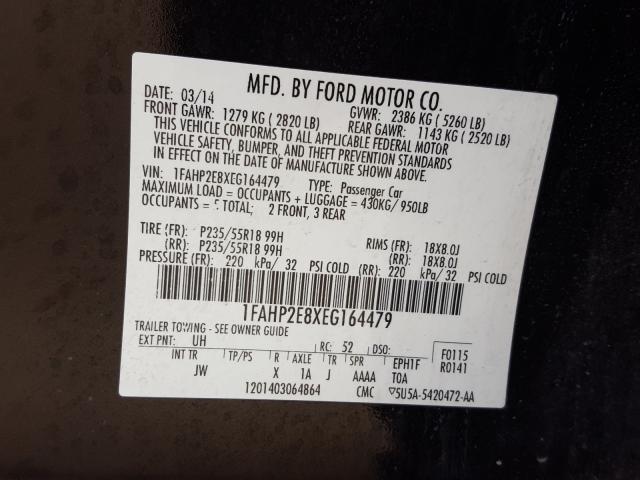 MFD. BY FORD MOTOR CO.
DATE: 03/14 GVWR: 2386 KG ( 5260 LB)
FRONT GAWR: 1279 KG ( 2820 LB) REAR GAWR: 1143 KG ( 2520 LB)
THIS VEHICLE CONFORMS TO ALL APPLICABLE FEDERAL MOTOR
VEHICLE SAFETY, BUMPER, AND THEFT PREVENTION STANDARDS
IN EFFECT ON THE DATE OF MANUFACTURE SHOWN ABOVE.
VIN: 1FAHP2E8XEG164479 TYPE: Passenger Car
MAXIMUM LOAD = OCCUPANTS + LUGGAGE = 430KG/ 950LB
OCCUPANTS = 5 TOTAL; 2 FRONT, 3 REAR
TIRE (FR): P235/55R18 99H RIMS (FR): 18X8.0J
(RR): P235/55R18 99H (RR): 18X8.0J
PRESSURE (FR): 220 kPa/ 32 PSI COLD (RR): 220 kPa/ 32 PSI COLD
1FAHP2E8XEG164479
TRAILER TOWING - SEE OWNER GUIDE
EXT PNT: UH RC: 52 DSO: F0115
INT TR TP/PS R AXLE TR SPR EPH1F R0141
JW X 1A J AAAA TOA
1201403064864 CMC ▽5U5A-5420472-AA